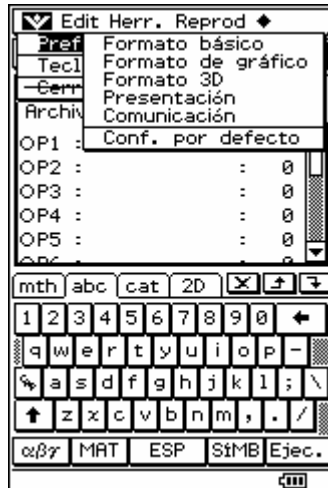 Edit Herr. Reprod ◆
Pref Formato básico
Tecl Formato de gráfico
Cerr Formato 3D
Presentación
Comunicación
Archiv Conf. por defecto
OP1 :
OP2 : : 0
OP3 : : 0
OP4 : : 0
OP5 : : 0
mth abc cat 2D
1 2 3 4 5 6 7 8 9 0
q w e r t y u i o p -
a s d f g h j k l ; \
z x c v b n m , . /
αβγ MAT ESP SÍMB Ejec.